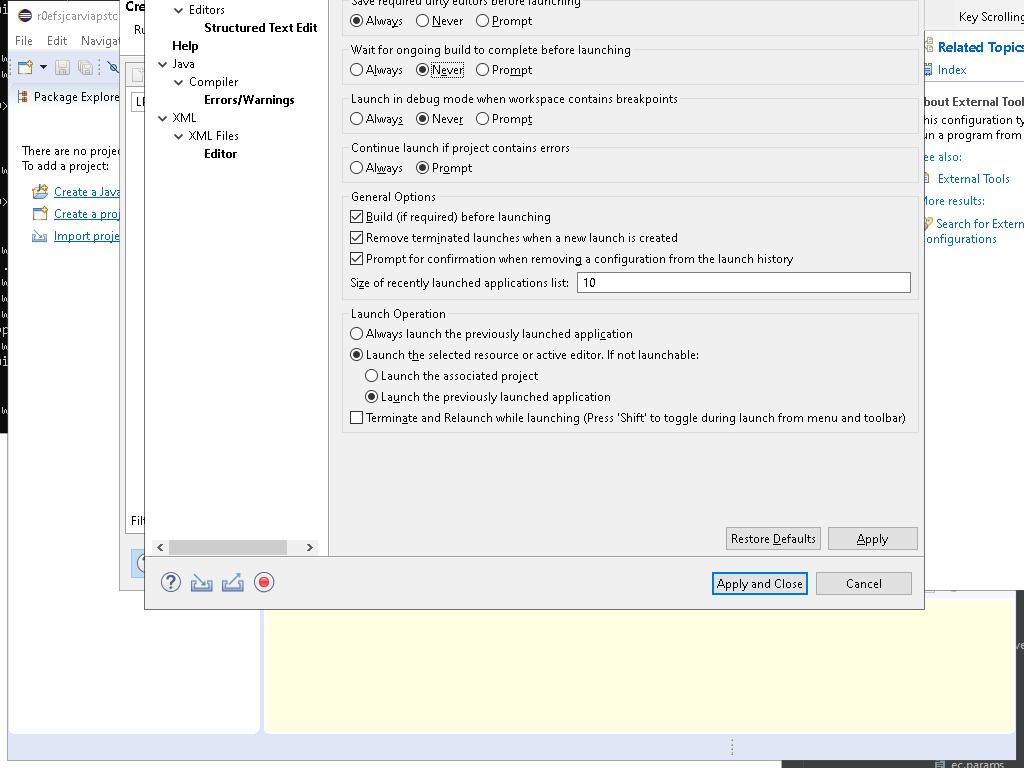 r0efsjcarviapstc
File Edit Navigat
Package Explore
There are no projec
To add a project:
Create a Java
Create a proj
Import proje
Cre
Ru
Filt
Editors
Structured Text Edit
Help
Java
Compiler
Errors/Warnings
XML
XML Files
Editor
Save required dirty editors before launching
Always Never Prompt
Wait for ongoing build to complete before launching
Always Never Prompt
Launch in debug mode when workspace contains breakpoints
Always Never Prompt
Continue launch if project contains errors
Always Prompt
General Options
Build (if required) before launching
Remove terminated launches when a new launch is created
Prompt for confirmation when removing a configuration from the launch history
Size of recently launched applications list: 10
Launch Operation
Always launch the previously launched application
Launch the selected resource or active editor. If not launchable:
Launch the associated project
Launch the previously launched application
Terminate and Relaunch while launching (Press 'Shift' to toggle during launch from menu and toolbar)
Restore Defaults Apply
Apply and Close Cancel
Key Scrolling
Related Topics
Index
bout External Tool
his configuration ty
un a program from
ee also:
External Tools
More results:
Search for Extern
onfigurations
ec.params